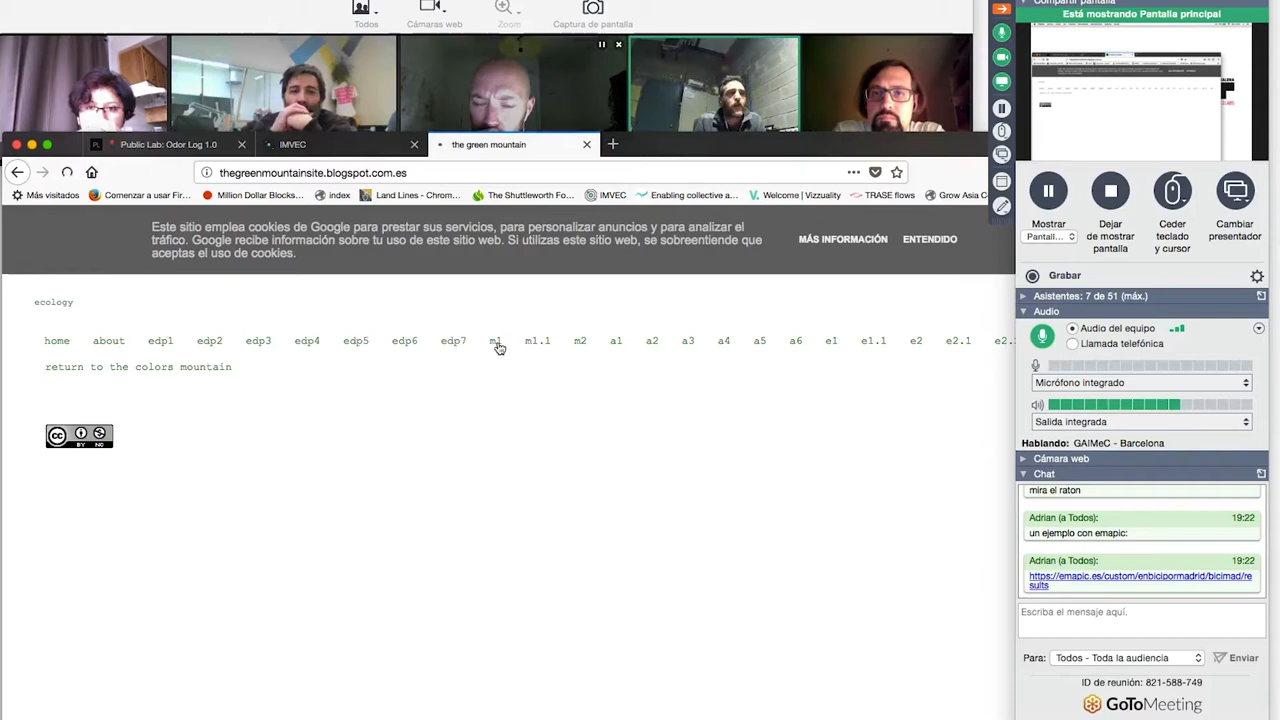 Compartir pantalla
Está mostrando Pantalla principal
Todos
Cámaras web
Zoom
Captura de pantalla
Public Lab: Odor Log 1.0
IMVEC
the green mountain
thegreenmountainsite.blogspot.com.es
Más visitados
Comenzar a usar Fir...
Million Dollar Blocks...
index
Land Lines - Chrom...
The Shuttleworth Fo...
IMVEC
Enabling collective a...
Welcome | Vizzuality
TRASE flows
Grow Asia Co
Este sitio emplea cookies de Google para prestar sus servicios, para personalizar anuncios y para analizar el
tráfico. Google recibe información sobre tu uso de este sitio web. Si utilizas este sitio web, se sobreentiende que
aceptas el uso de cookies.
MÁS INFORMACIÓN
ENTENDIDO
ecology
home about edp1 edp2 edp3 edp4 edp5 edp6 edp7 m1 m1.1 m2 a1 a2 a3 a4 a5 a6 e1 e1.1 e2 e2.1 e2.
return to the colors mountain
CC BY NC
Mostrar
Pantall...
Dejar
de mostrar
pantalla
Ceder
teclado
y cursor
Cambiar
presentador
Grabar
Asistentes: 7 de 51 (máx.)
Audio
Audio del equipo
Llamada telefónica
Micrófono integrado
Salida integrada
Hablando: GAIMeC - Barcelona
Cámara web
Chat
mira el raton
Adrian (a Todos): 19:22
un ejemplo con emapic:
Adrian (a Todos): 19:22
https://emapic.es/custom/enbicipormadrid/bicimad/re
sults
Escriba el mensaje aquí.
Para: Todos - Toda la audiencia
Enviar
ID de reunión: 821-588-749
GoToMeeting